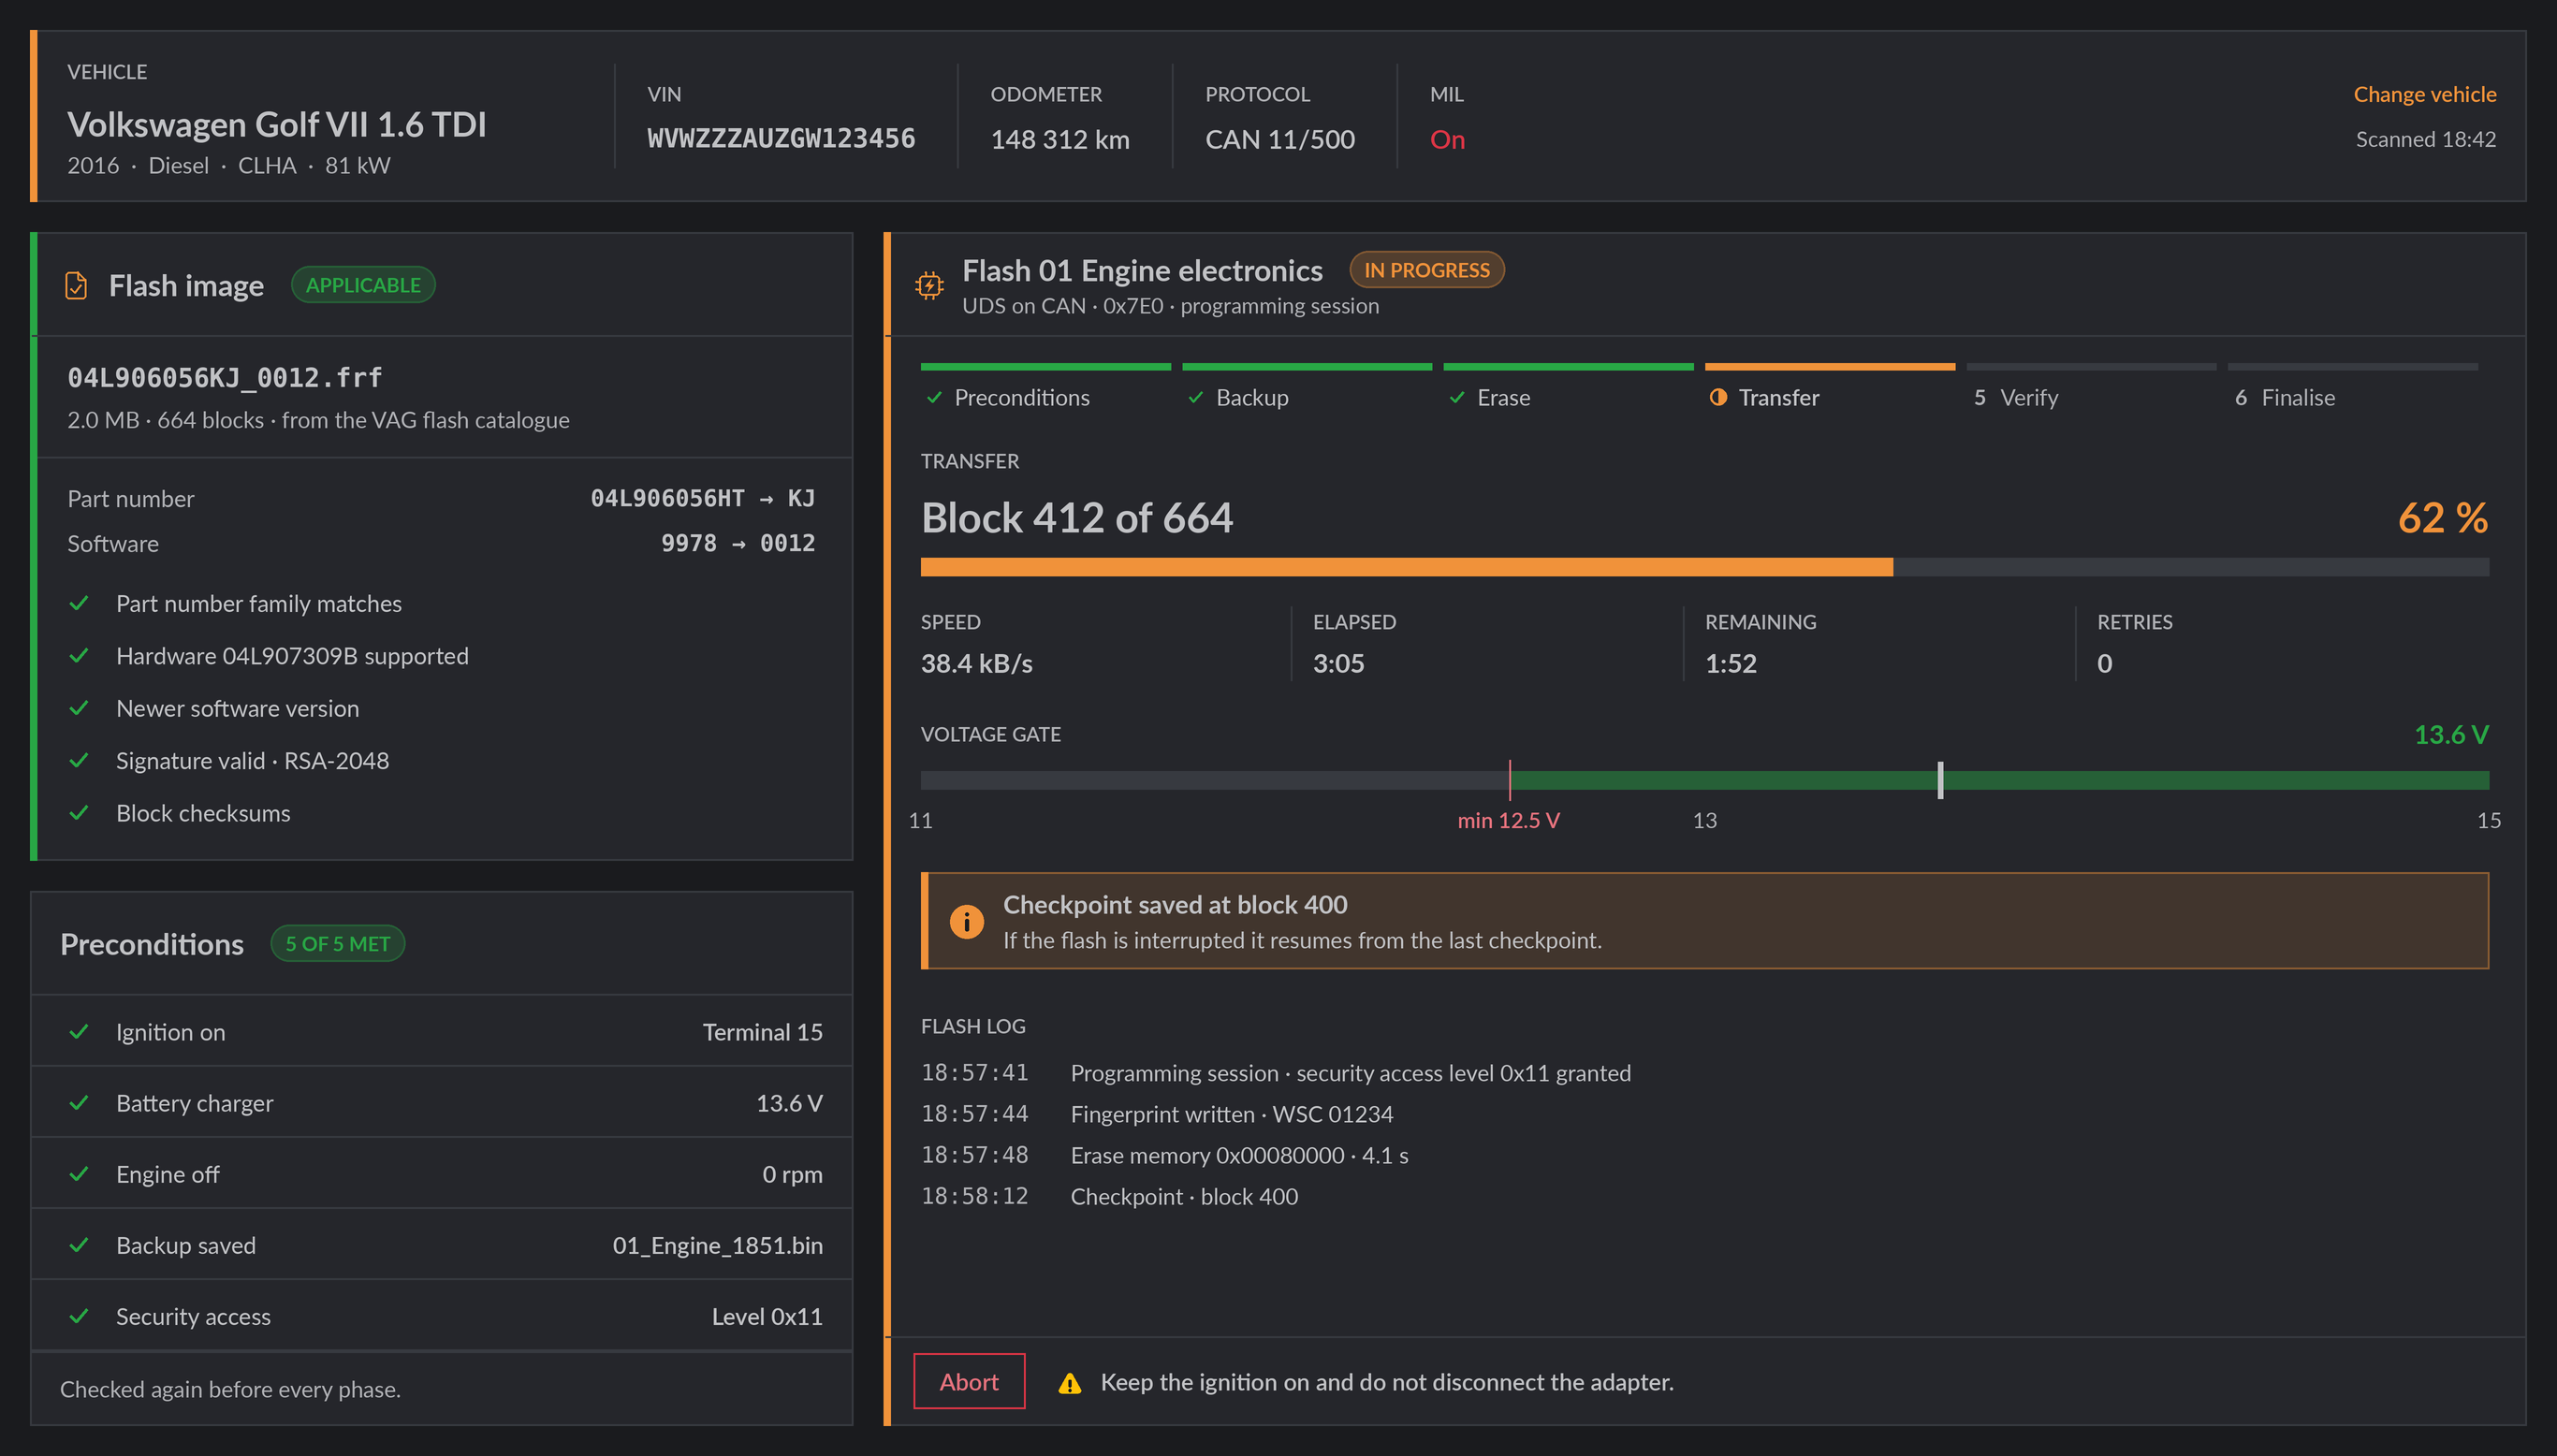 VEHICLE
Volkswagen Golf VII 1.6 TDI
2016 · Diesel · CLHA · 81 kW
VIN
WVWZZZAUZGW123456
ODOMETER
148 312 km
PROTOCOL
CAN 11/500
MIL
On
Change vehicle
Scanned 18:42
Flash image
APPLICABLE
04L906056KJ_0012.frf
2.0 MB · 664 blocks · from the VAG flash catalogue
Part number 04L906056HT → KJ
Software 9978 → 0012
Part number family matches
Hardware 04L907309B supported
Newer software version
Signature valid · RSA-2048
Block checksums
Preconditions
5 OF 5 MET
Ignition on Terminal 15
Battery charger 13.6 V
Engine off 0 rpm
Backup saved 01_Engine_1851.bin
Security access Level 0x11
Checked again before every phase.
Flash 01 Engine electronics
IN PROGRESS
UDS on CAN · 0x7E0 · programming session
Preconditions
Backup
Erase
Transfer
5 Verify
6 Finalise
TRANSFER
Block 412 of 664
62 %
SPEED
38.4 kB/s
ELAPSED
3:05
REMAINING
1:52
RETRIES
0
VOLTAGE GATE
13.6 V
11
min 12.5 V
13
15
Checkpoint saved at block 400
If the flash is interrupted it resumes from the last checkpoint.
FLASH LOG
18:57:41 Programming session · security access level 0x11 granted
18:57:44 Fingerprint written · WSC 01234
18:57:48 Erase memory 0x00080000 · 4.1 s
18:58:12 Checkpoint · block 400
Abort
Keep the ignition on and do not disconnect the adapter.